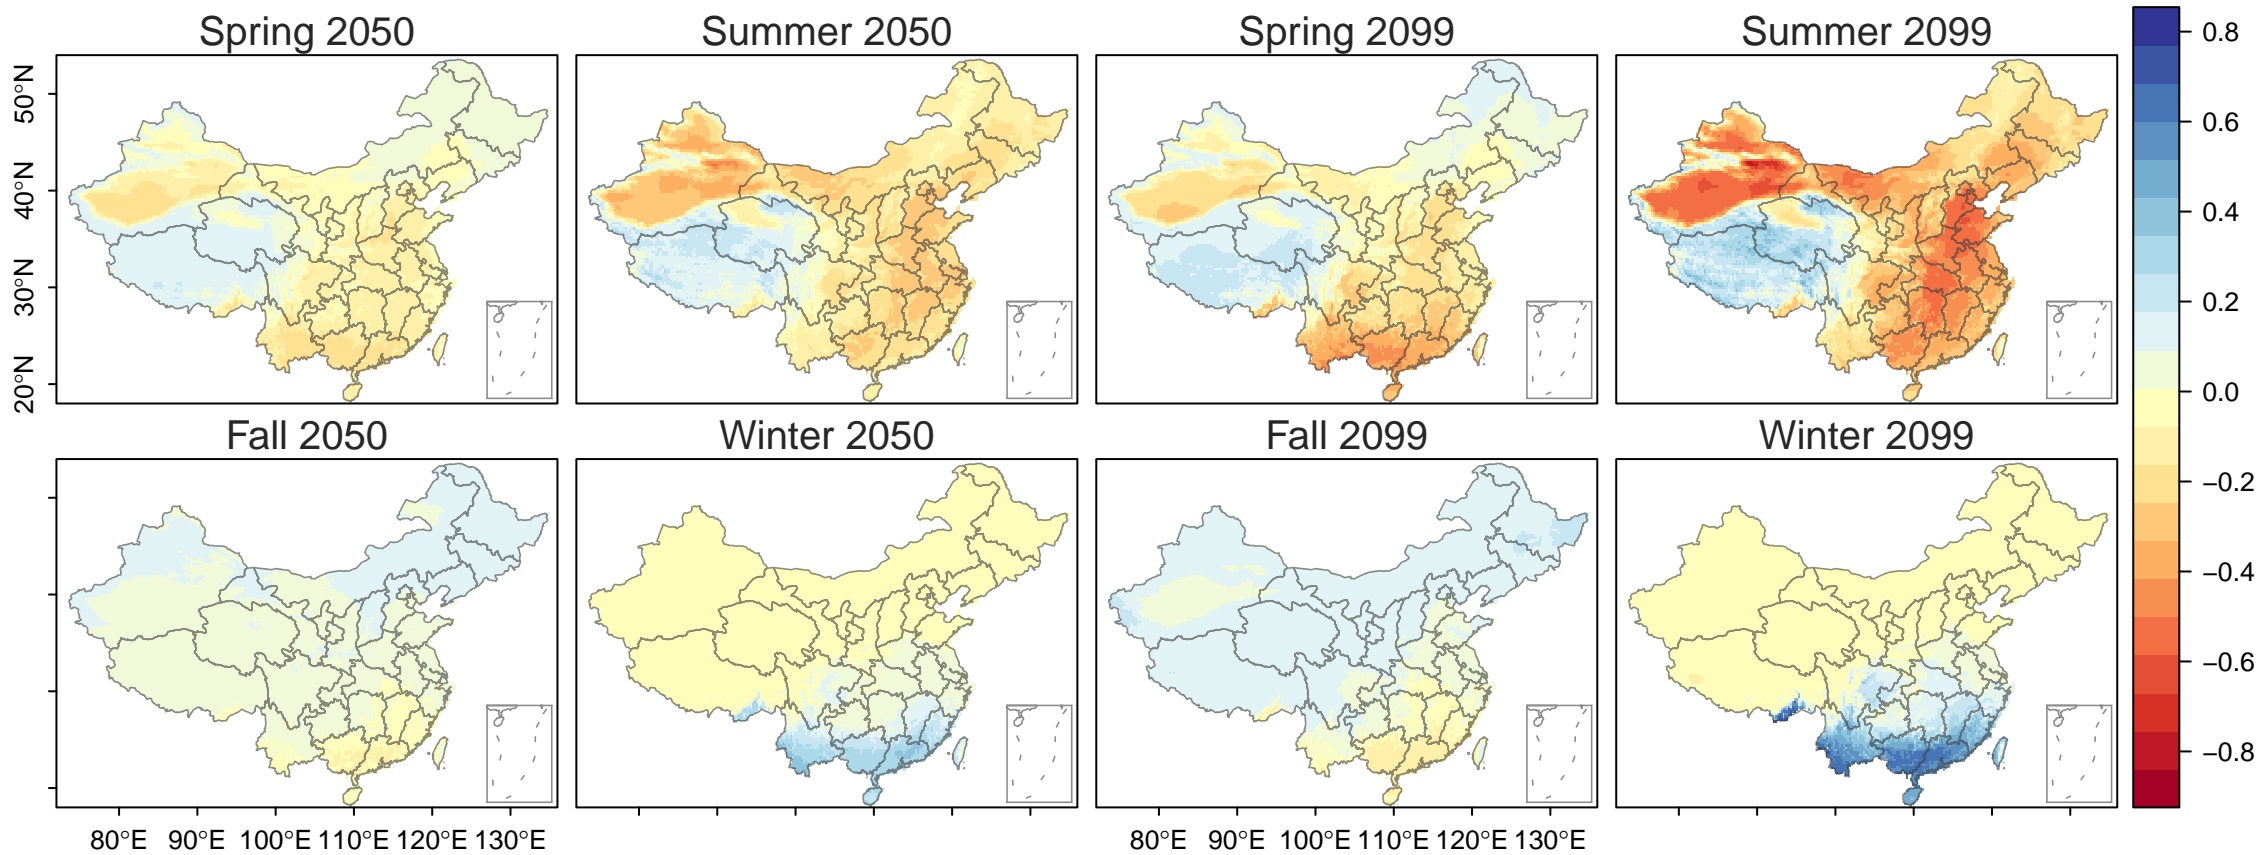 Spring 2050
Summer 2050
Spring 2099
Summer 2099
50°N
40°N
30°N
20°N
Fall 2050
Winter 2050
Fall 2099
Winter 2099
80°E 90°E 100°E 110°E 120°E 130°E
80°E 90°E 100°E 110°E 120°E 130°E
0.8
0.6
0.4
0.2
0.0
−0.2
−0.4
−0.6
−0.8